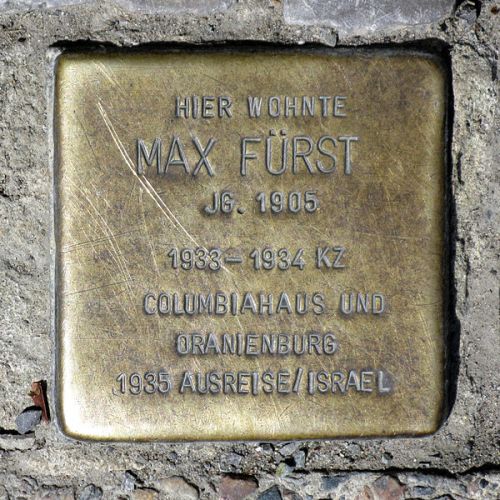 HIER WOHNTE
MAX FÜRST
JG. 1905
1933 – 1934 KZ
COLUMBIAHAUS UND
ORANIENBURG
1935 AUSREISE/ISRAEL